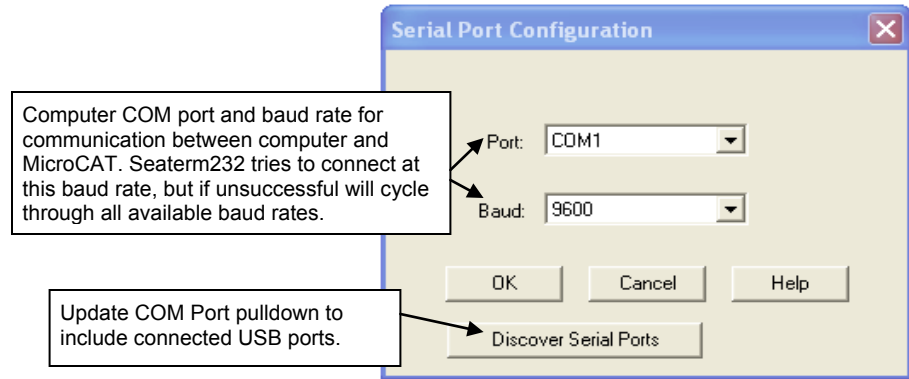 Serial Port Configuration
Computer COM port and baud rate for
communication between computer and
MicroCAT. Seaterm232 tries to connect at
this baud rate, but if unsuccessful will cycle
through all available baud rates.
Port: COM1
Baud: 9600
OK Cancel Help
Update COM Port pulldown to
include connected USB ports.
Discover Serial Ports